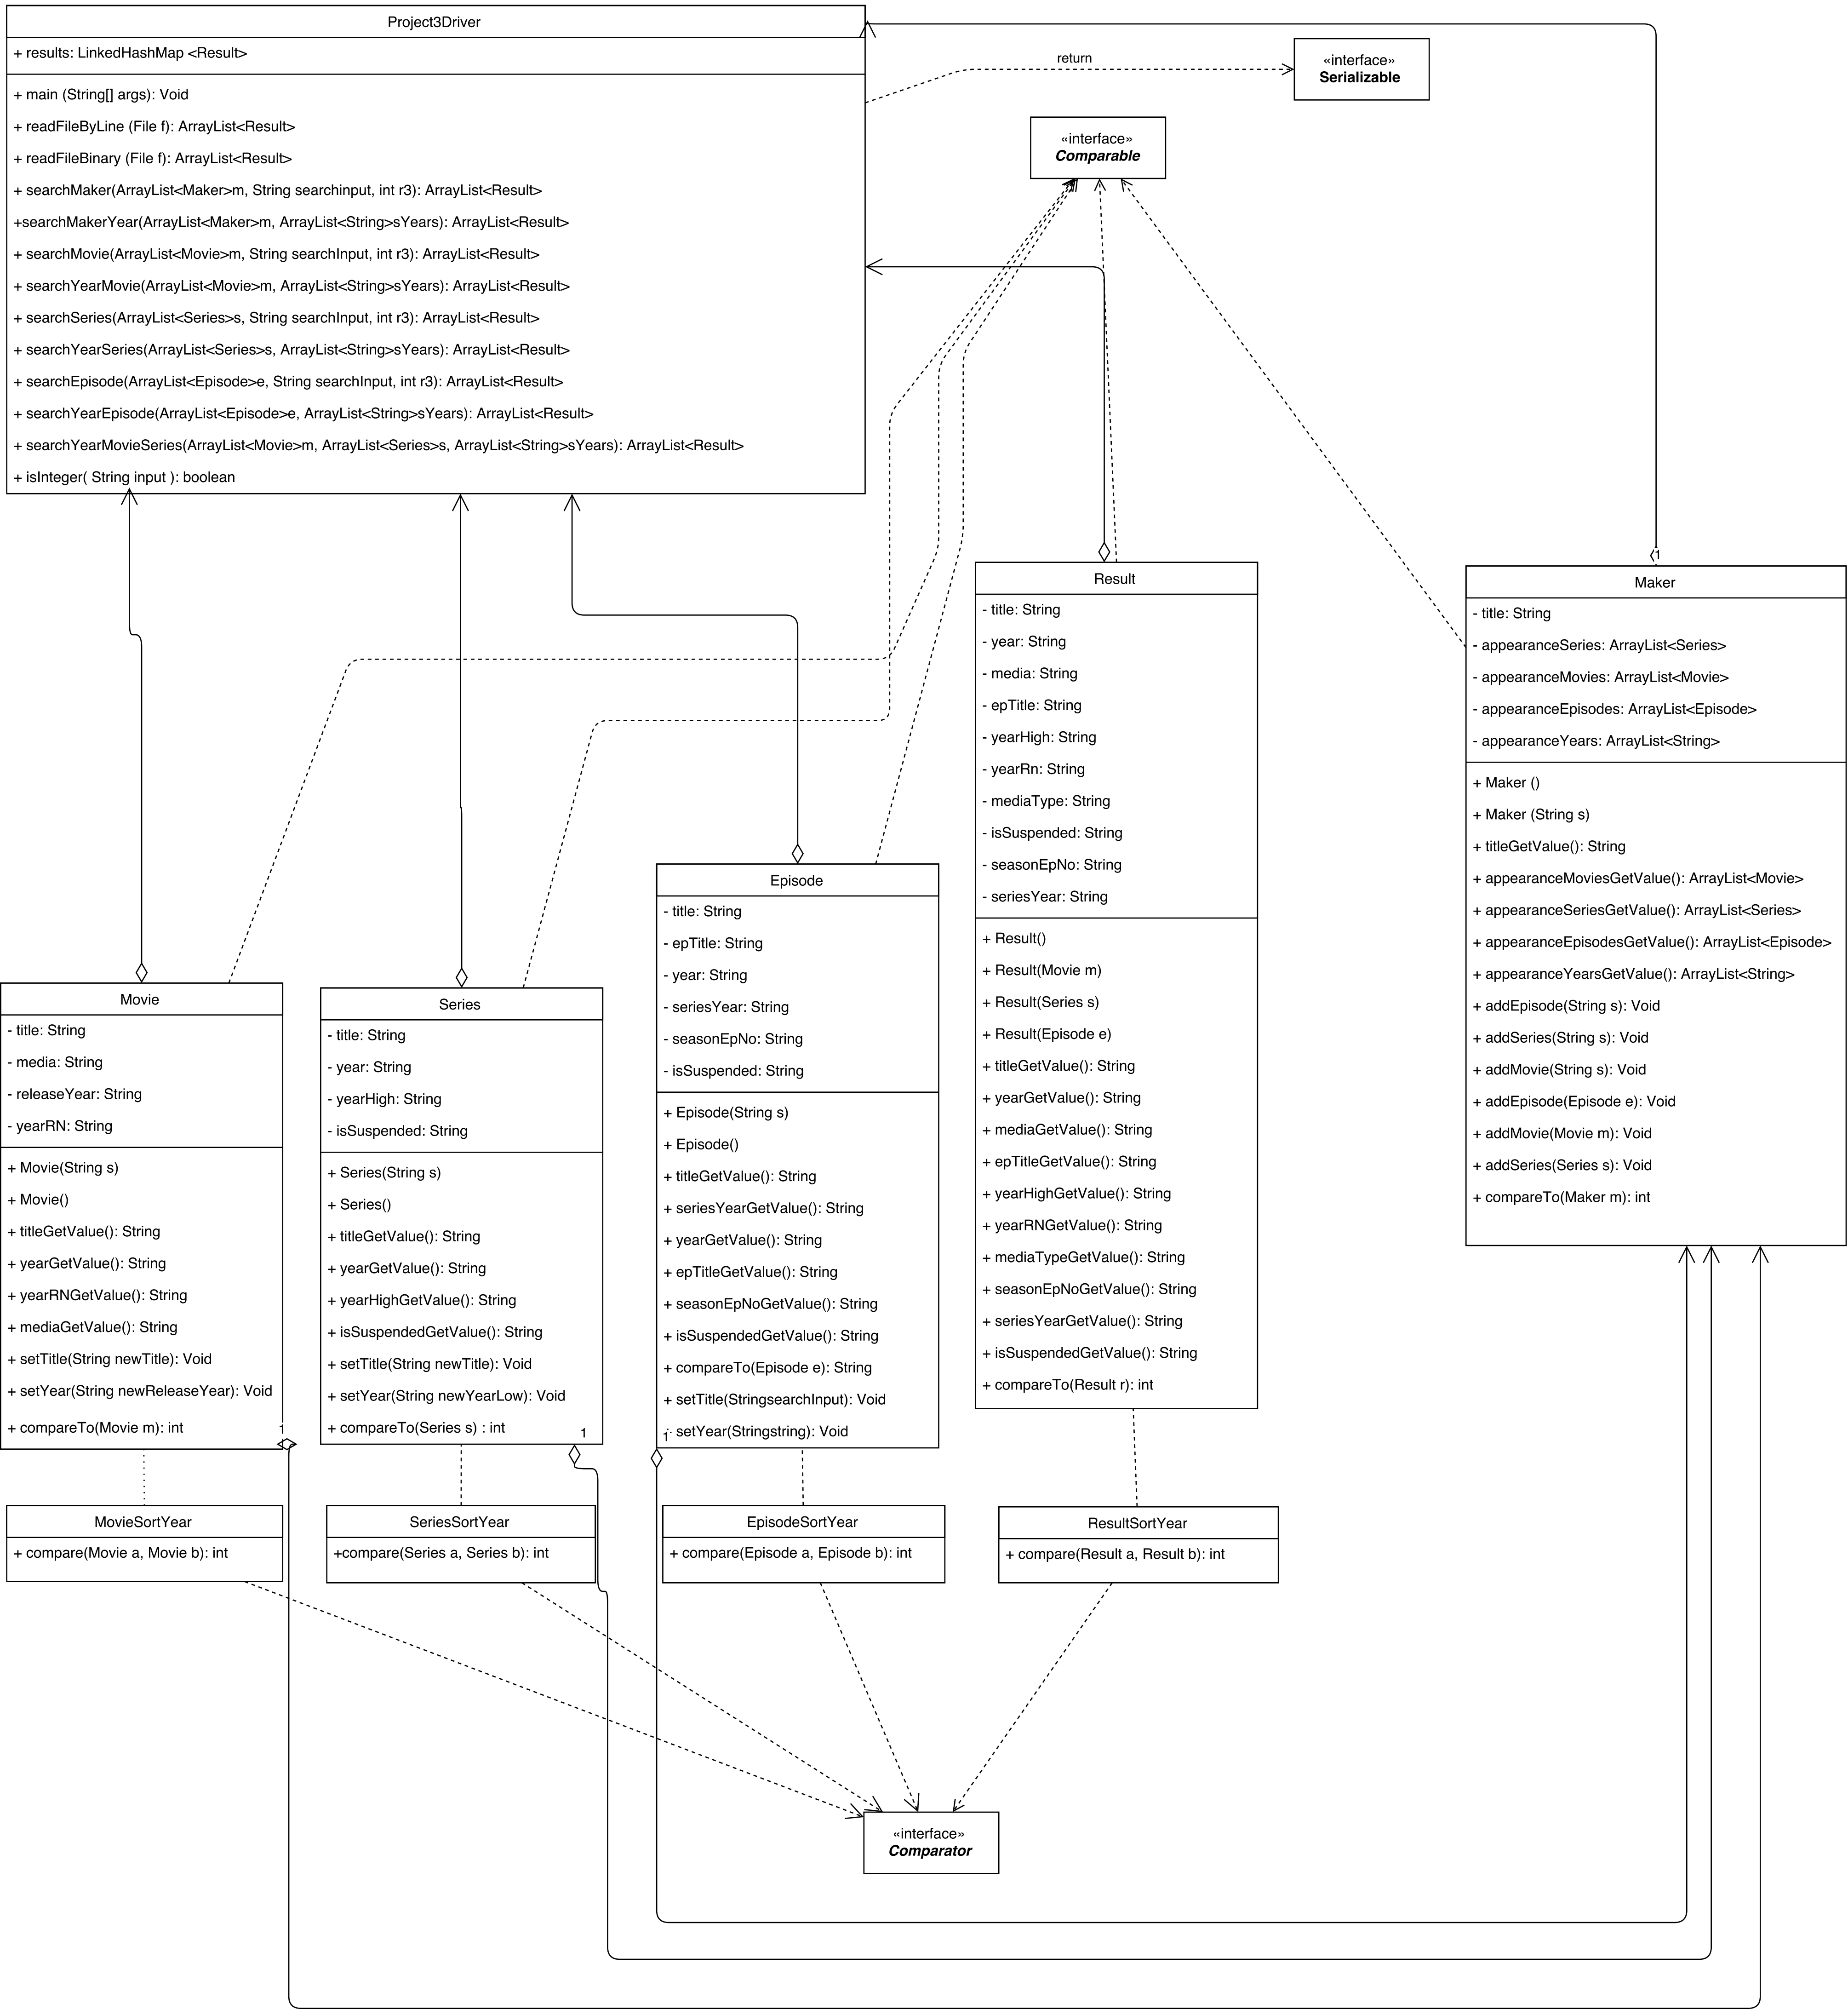 Project3Driver
+ results: LinkedHashMap <Result>
+ main (String[] args): Void
+ readFileByLine (File f): ArrayList<Result>
+ readFileBinary (File f): ArrayList<Result>
+ searchMaker(ArrayList<Maker>m, String searchinput, int r3): ArrayList<Result>
+searchMakerYear(ArrayList<Maker>m, ArrayList<String>sYears): ArrayList<Result>
+ searchMovie(ArrayList<Movie>m, String searchInput, int r3): ArrayList<Result>
+ searchYearMovie(ArrayList<Movie>m, ArrayList<String>sYears): ArrayList<Result>
+ searchSeries(ArrayList<Series>s, String searchInput, int r3): ArrayList<Result>
+ searchYearSeries(ArrayList<Series>s, ArrayList<String>sYears): ArrayList<Result>
+ searchEpisode(ArrayList<Episode>e, String searchInput, int r3): ArrayList<Result>
+ searchYearEpisode(ArrayList<Episode>e, ArrayList<String>sYears): ArrayList<Result>
+ searchYearMovieSeries(ArrayList<Movie>m, ArrayList<Series>s, ArrayList<String>sYears): ArrayList<Result>
+ isInteger( String input ): boolean
return
«interface»
Serializable
«interface»
Comparable
Result
- title: String
- year: String
- media: String
- epTitle: String
- yearHigh: String
- yearRn: String
- mediaType: String
- isSuspended: String
- seasonEpNo: String
- seriesYear: String
+ Result()
+ Result(Movie m)
+ Result(Series s)
+ Result(Episode e)
+ titleGetValue(): String
+ yearGetValue(): String
+ mediaGetValue(): String
+ epTitleGetValue(): String
+ yearHighGetValue(): String
+ yearRNGetValue(): String
+ mediaTypeGetValue(): String
+ seasonEpNoGetValue(): String
+ seriesYearGetValue(): String
+ isSuspendedGetValue(): String
+ compareTo(Result r): int
1
Maker
- title: String
- appearanceSeries: ArrayList<Series>
- appearanceMovies: ArrayList<Movie>
- appearanceEpisodes: ArrayList<Episode>
- appearanceYears: ArrayList<String>
+ Maker ()
+ Maker (String s)
+ titleGetValue(): String
+ appearanceMoviesGetValue(): ArrayList<Movie>
+ appearanceSeriesGetValue(): ArrayList<Series>
+ appearanceEpisodesGetValue(): ArrayList<Episode>
+ appearanceYearsGetValue(): ArrayList<String>
+ addEpisode(String s): Void
+ addSeries(String s): Void
+ addMovie(String s): Void
+ addEpisode(Episode e): Void
+ addMovie(Movie m): Void
+ addSeries(Series s): Void
+ compareTo(Maker m): int
Movie
- title: String
- media: String
- releaseYear: String
- yearRN: String
+ Movie(String s)
+ Movie()
+ titleGetValue(): String
+ yearGetValue(): String
+ yearRNGetValue(): String
+ mediaGetValue(): String
+ setTitle(String newTitle): Void
+ setYear(String newReleaseYear): Void
+ compareTo(Movie m): int
1
Series
- title: String
- year: String
- yearHigh: String
- isSuspended: String
+ Series(String s)
+ Series()
+ titleGetValue(): String
+ yearGetValue(): String
+ yearHighGetValue(): String
+ isSuspendedGetValue(): String
+ setTitle(String newTitle): Void
+ setYear(String newYearLow): Void
+ compareTo(Series s) : int
1
Episode
- title: String
- epTitle: String
- year: String
- seriesYear: String
- seasonEpNo: String
- isSuspended: String
+ Episode(String s)
+ Episode()
+ titleGetValue(): String
+ seriesYearGetValue(): String
+ yearGetValue(): String
+ epTitleGetValue(): String
+ seasonEpNoGetValue(): String
+ isSuspendedGetValue(): String
+ compareTo(Episode e): String
+ setTitle(StringsearchInput): Void
+ setYear(Stringstring): Void
1
MovieSortYear
+ compare(Movie a, Movie b): int
SeriesSortYear
+compare(Series a, Series b): int
EpisodeSortYear
+ compare(Episode a, Episode b): int
ResultSortYear
+ compare(Result a, Result b): int
«interface»
Comparator